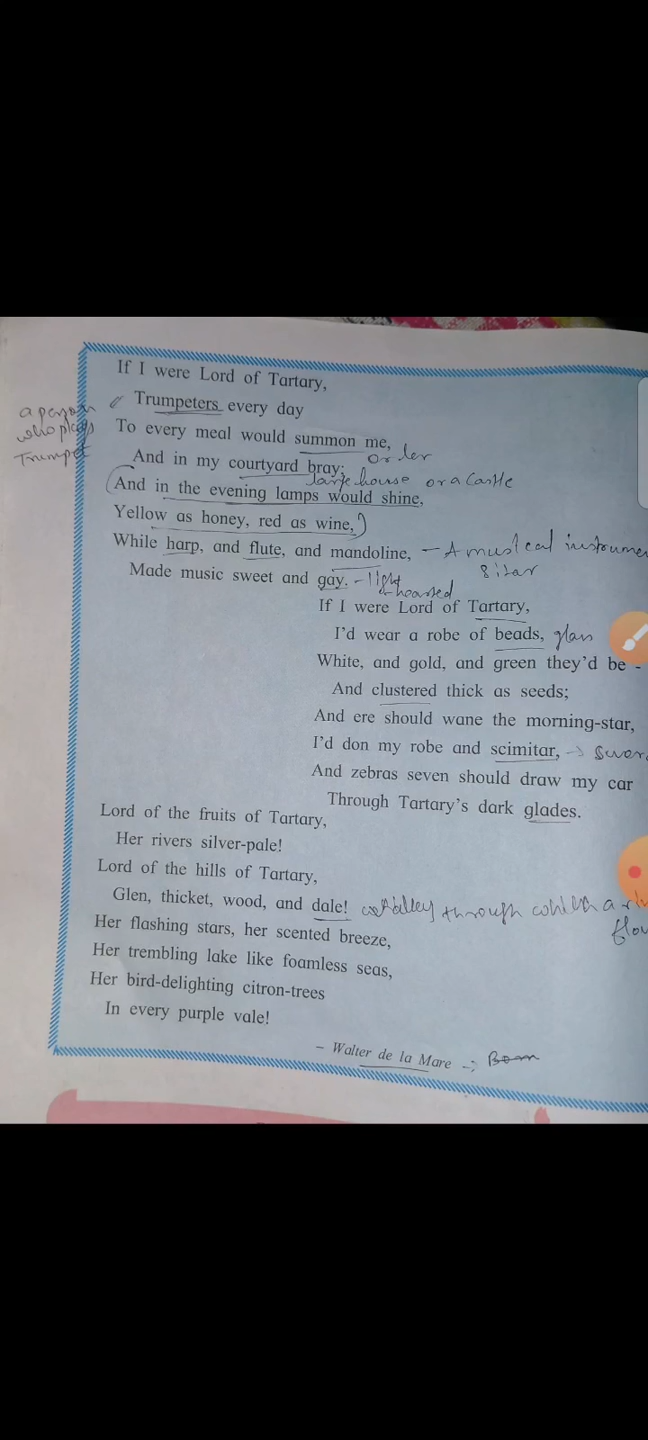 If I were Lord of Tartary,
a person
Trumpeters every day
who plays
Trumpet
To every meal would summon me,
order
And in my courtyard bray;
large house or a Castle
And in the evening lamps would shine,
Yellow as honey, red as wine,
While harp, and flute, and mandoline, - A musical
Made music sweet and gay. - light
hearted
If I were Lord of Tartary,
I'd wear a robe of beads,
White, and gold, and green they'd be -
And clustered thick as seeds;
And ere should wane the morning-star,
I'd don my robe and scimitar, →
And zebras seven should draw my car
Through Tartary's dark glades.
Lord of the fruits of Tartary,
Her rivers silver-pale!
Lord of the hills of Tartary,
Glen, thicket, wood, and dale! through which a
Her flashing stars, her scented breeze,
Her trembling lake like foamless seas,
Her bird-delighting citron-trees
In every purple vale!
- Walter de la Mare